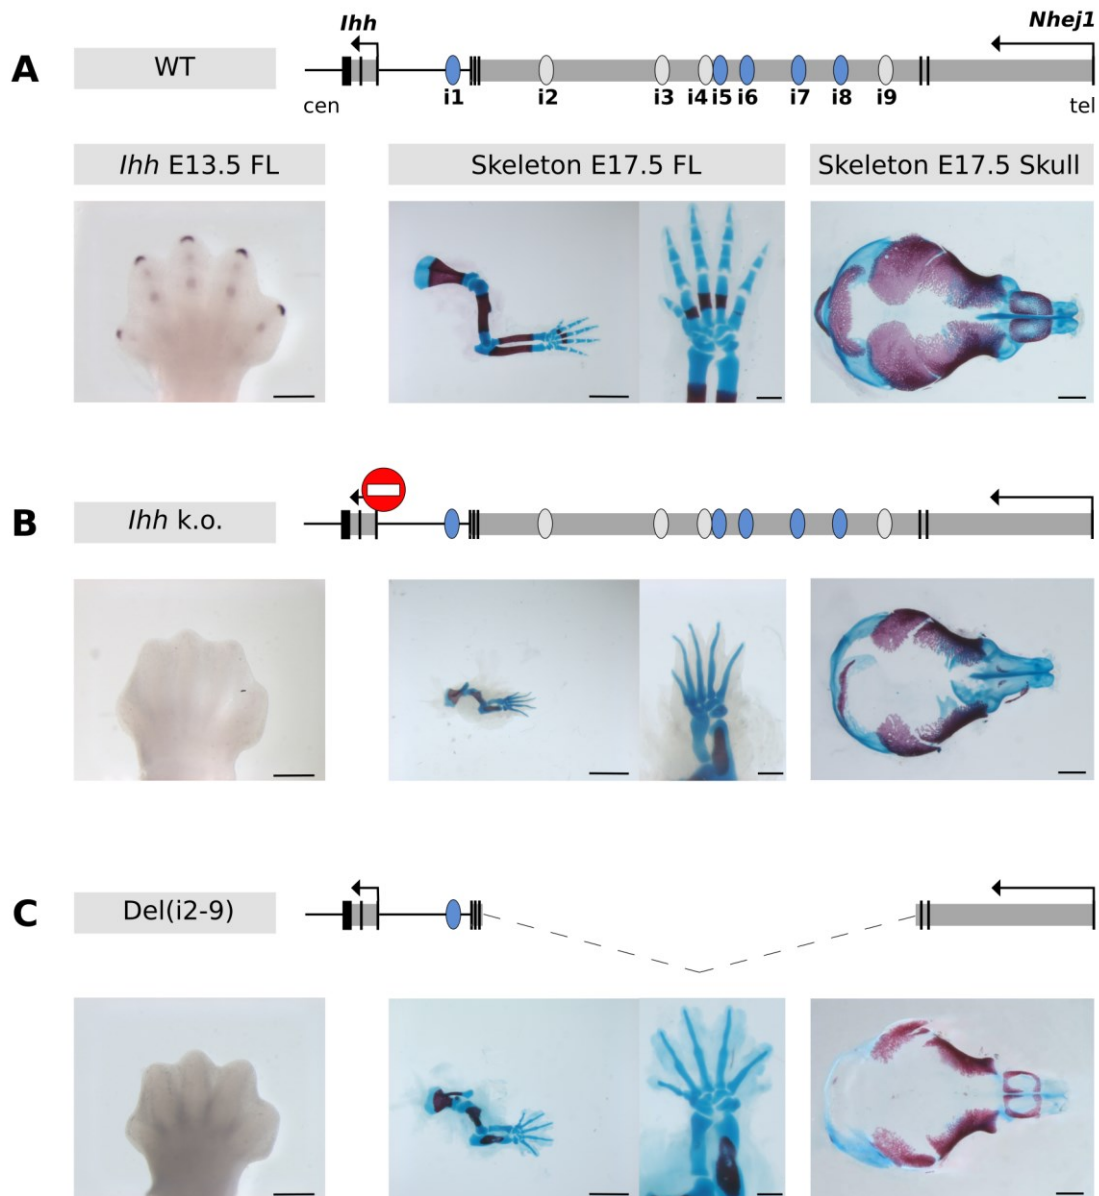 Ihh
Nhej1
A
WT
cen
i1
i2
i3
i4
i5
i6
i7
i8
i9
tel
Ihh E13.5 FL
Skeleton E17.5 FL
Skeleton E17.5 Skull
B
Ihh k.o.
C
Del(i2-9)